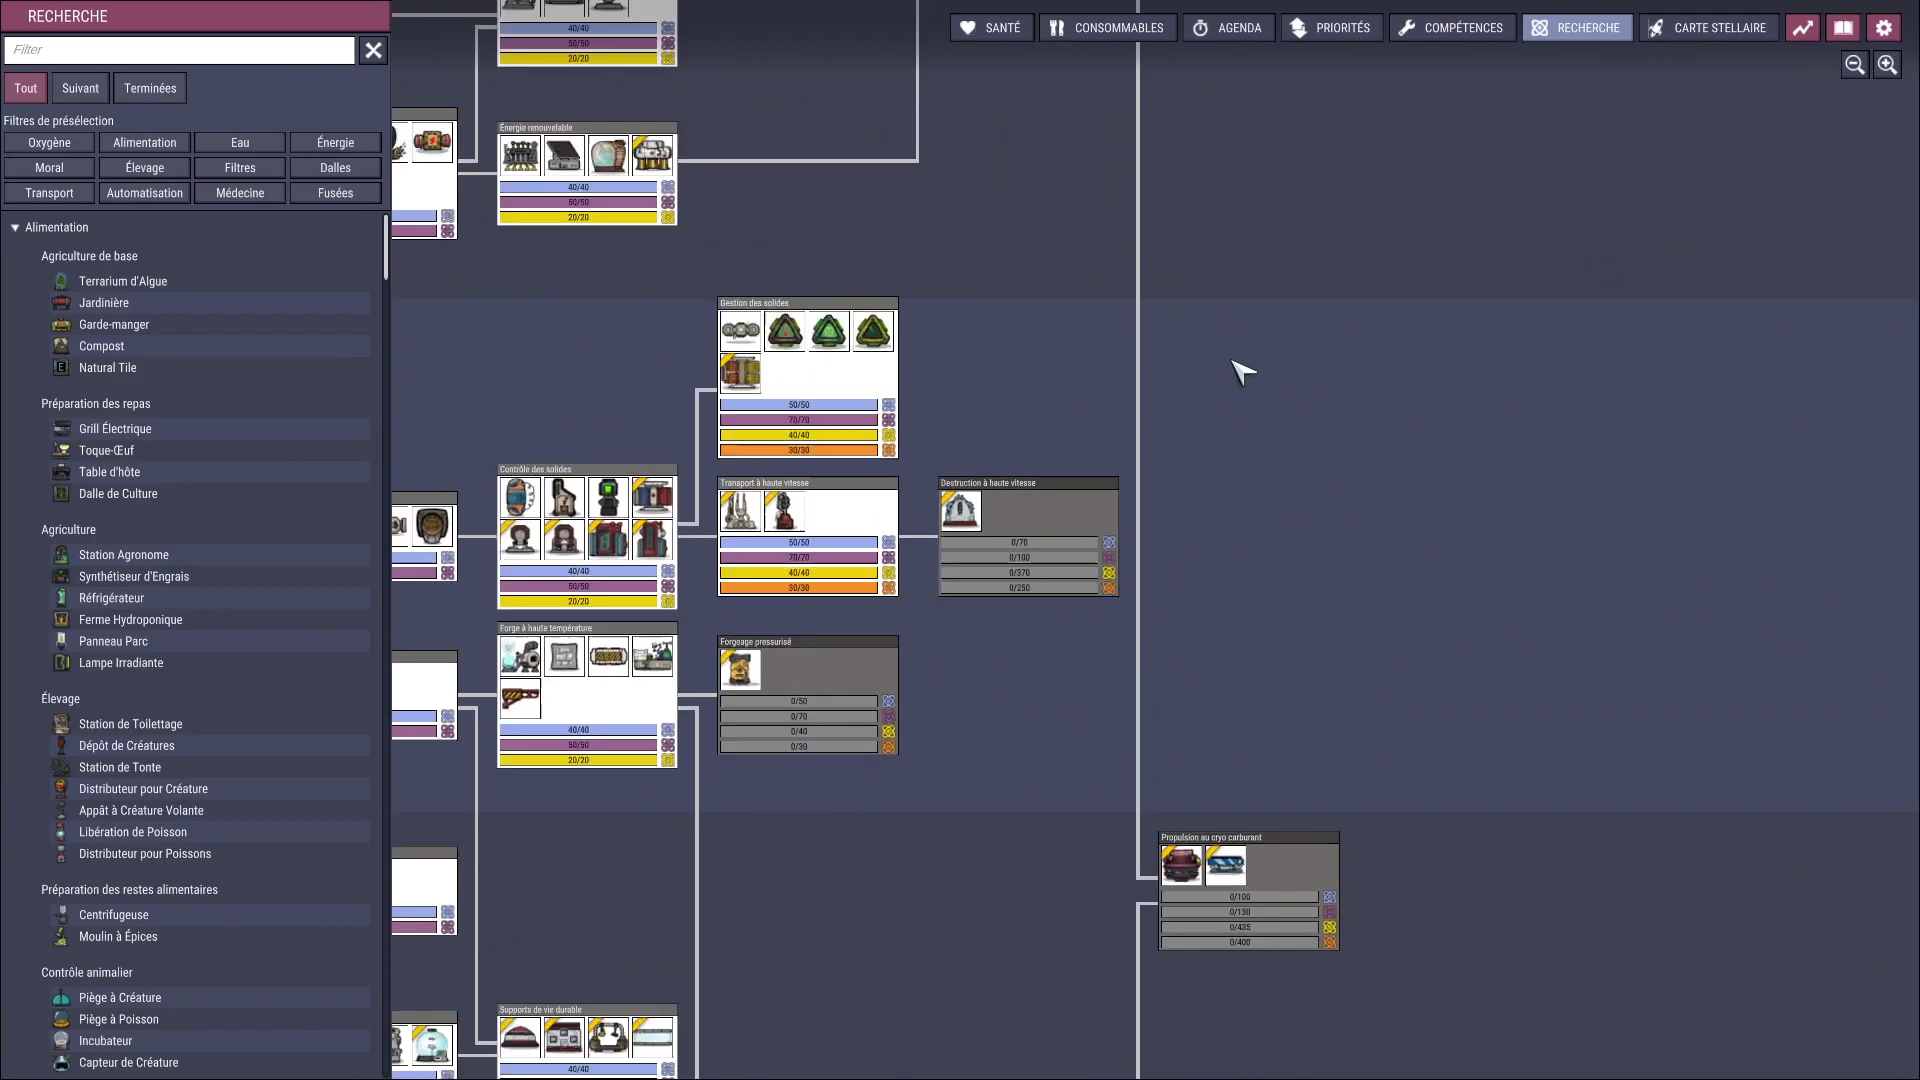 RECHERCHE
SANTÉ
CONSOMMABLES
AGENDA
PRIORITÉS
COMPÉTENCES
RECHERCHE
CARTE STELLAIRE
Filter
Tout
Suivant
Terminées
Filtres de présélection
Oxygène
Alimentation
Eau
Énergie
Moral
Élevage
Filtres
Dalles
Transport
Automatisation
Médecine
Fusées
Alimentation
Agriculture de base
Terrarium d'Algue
Jardinière
Garde-manger
Compost
Natural Tile
Préparation des repas
Grill Électrique
Toque-Œuf
Table d'hôte
Dalle de Culture
Agriculture
Station Agronome
Synthétiseur d'Engrais
Réfrigérateur
Ferme Hydroponique
Panneau Parc
Lampe Irradiante
Élevage
Station de Toilettage
Dépôt de Créatures
Station de Tonte
Distributeur pour Créature
Appât à Créature Volante
Libération de Poisson
Distributeur pour Poissons
Préparation des restes alimentaires
Centrifugeuse
Moulin à Épices
Contrôle animalier
Piège à Créature
Piège à Poisson
Incubateur
Capteur de Créature
40/40
50/50
20/20
Énergie renouvelable
40/40
50/50
20/20
Gestion des solides
50/50
70/70
40/40
30/30
Contrôle des solides
40/40
50/50
20/20
Transport à haute vitesse
50/50
70/70
40/40
30/30
Destruction à haute vitesse
0/70
0/100
0/370
0/250
Forge à haute température
40/40
50/50
20/20
Forgeage pressurisé
0/50
0/70
0/40
0/30
Propulsion au cryo carburant
0/100
0/130
0/435
0/400
Supports de vie durable
40/40